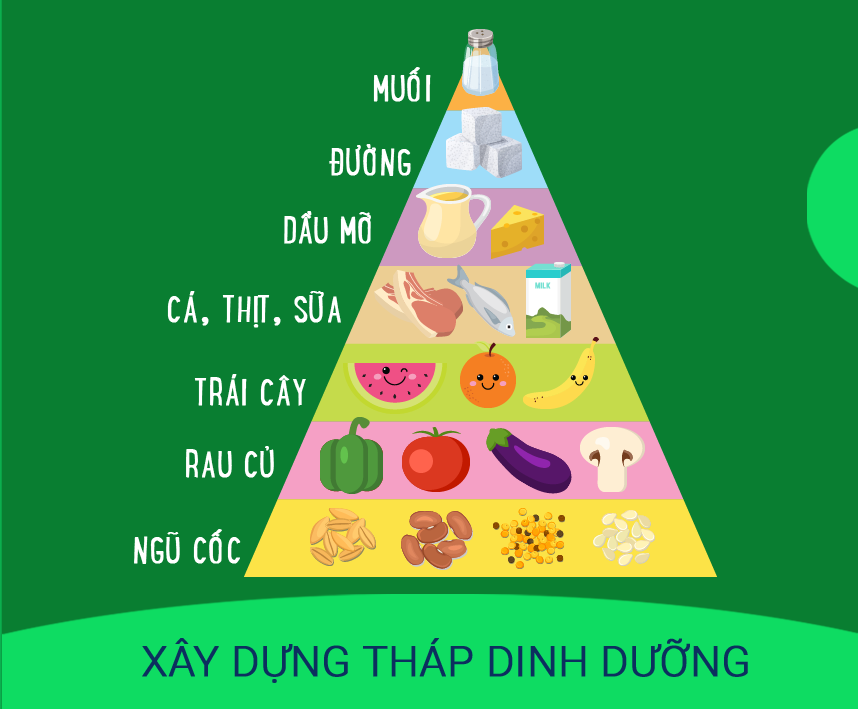 MUỐI
ĐƯỜNG
DẦU MỠ
CÁ, THỊT, SỮA
MILK
TRÁI CÂY
RAU CỦ
NGŨ CỐC
XÂY DỰNG THÁP DINH DƯỠNG